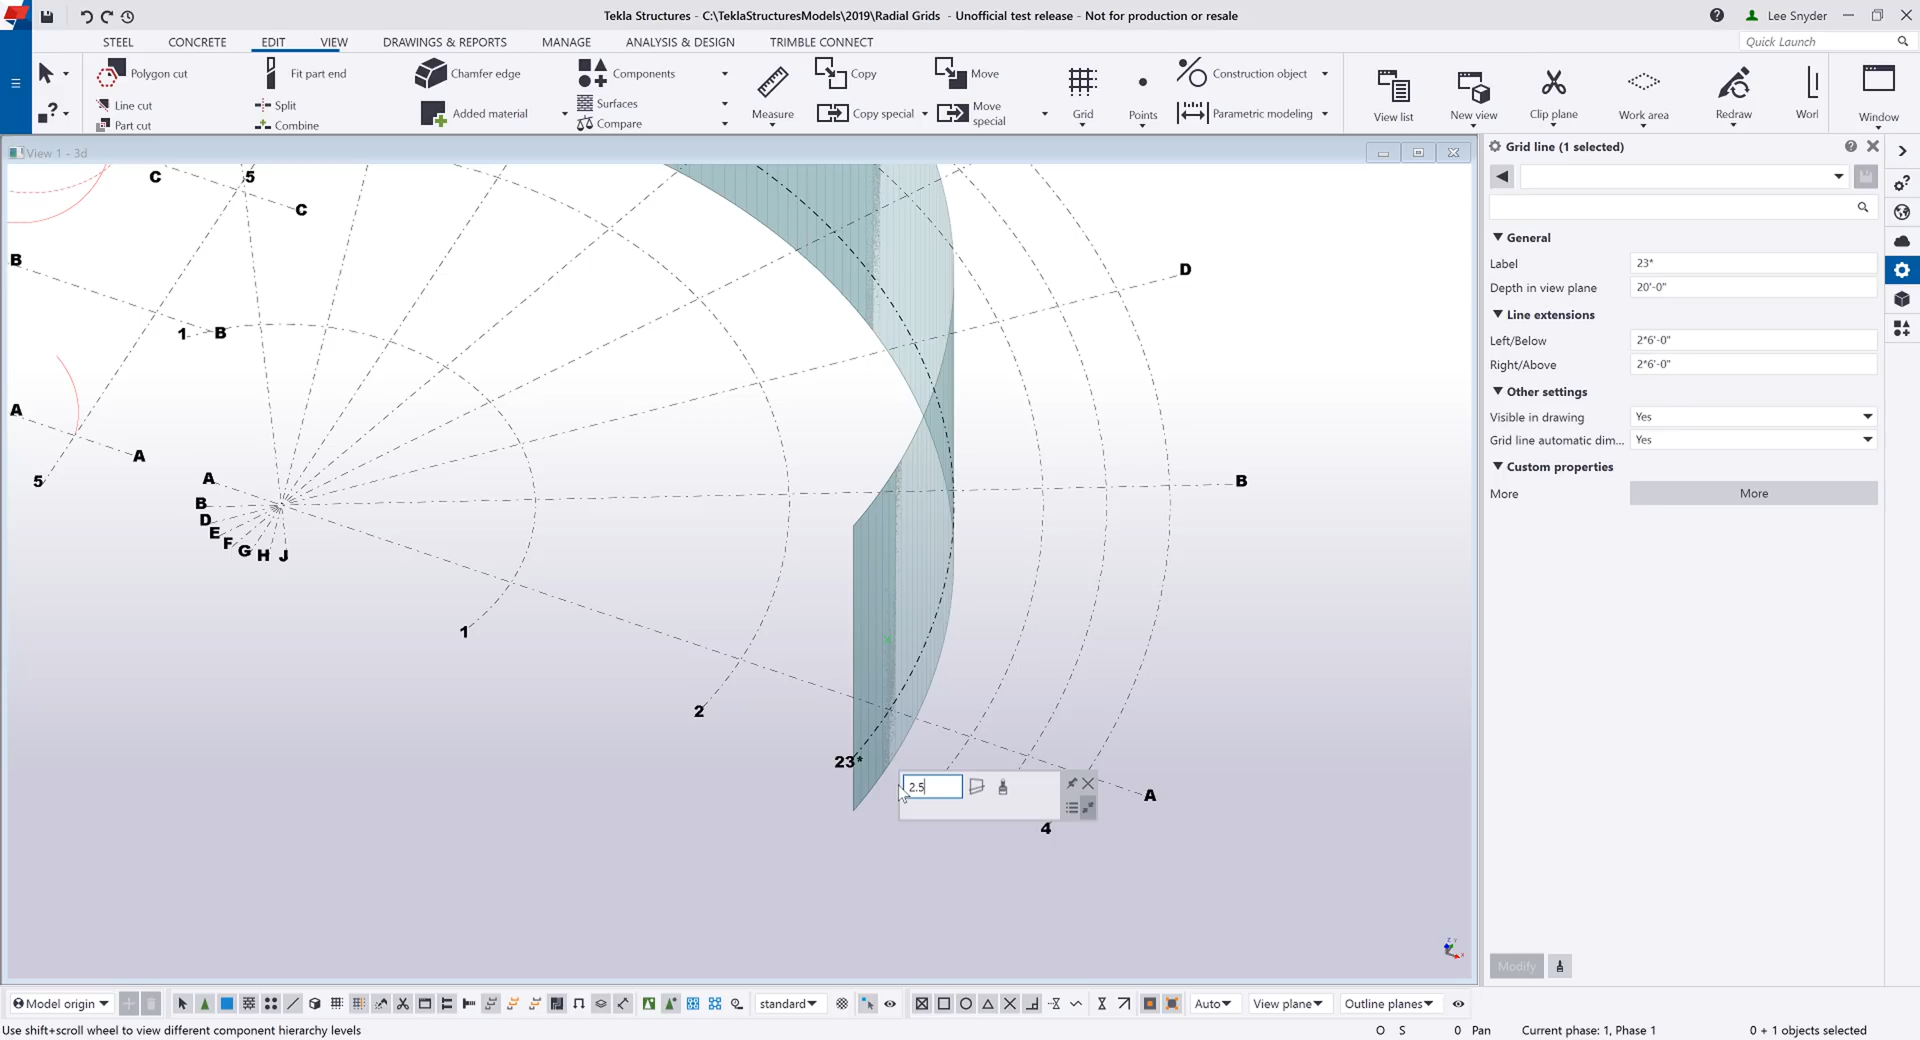 Tekla Structures - C:\TeklaStructuresModels\2019\Radial Grids - Unofficial test release - Not for production or resale
Lee Snyder
STEEL CONCRETE EDIT VIEW DRAWINGS & REPORTS MANAGE ANALYSIS & DESIGN TRIMBLE CONNECT
Quick Launch
Polygon cut
Line cut
Part cut
Fit part end
Split
Combine
Chamfer edge
Added material
Components
Surfaces
Compare
Measure
Copy
Copy special
Move
Move special
Grid
Points
Construction object
Parametric modeling
View list
New view
Clip plane
Work area
Redraw
Worl
Window
View 1 - 3d
C 5
C
B
1 B
D
A
A
5
A
B
D
E
F
G
H
J
B
1
2
23*
2.5
A
4
Grid line (1 selected)
General
Label 23*
Depth in view plane 20'-0"
Line extensions
Left/Below 2*6'-0"
Right/Above 2*6'-0"
Other settings
Visible in drawing Yes
Grid line automatic dim... Yes
Custom properties
More More
Modify
Model origin
standard
Auto
View plane
Outline planes
Use shift+scroll wheel to view different component hierarchy levels
O S 0 Pan Current phase: 1, Phase 1 0 + 1 objects selected